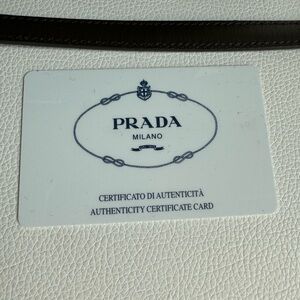 PRADA
MILANO
CERTIFICATO DI AUTENTICITÀ
AUTHENTICITY CERTIFICATE CARD